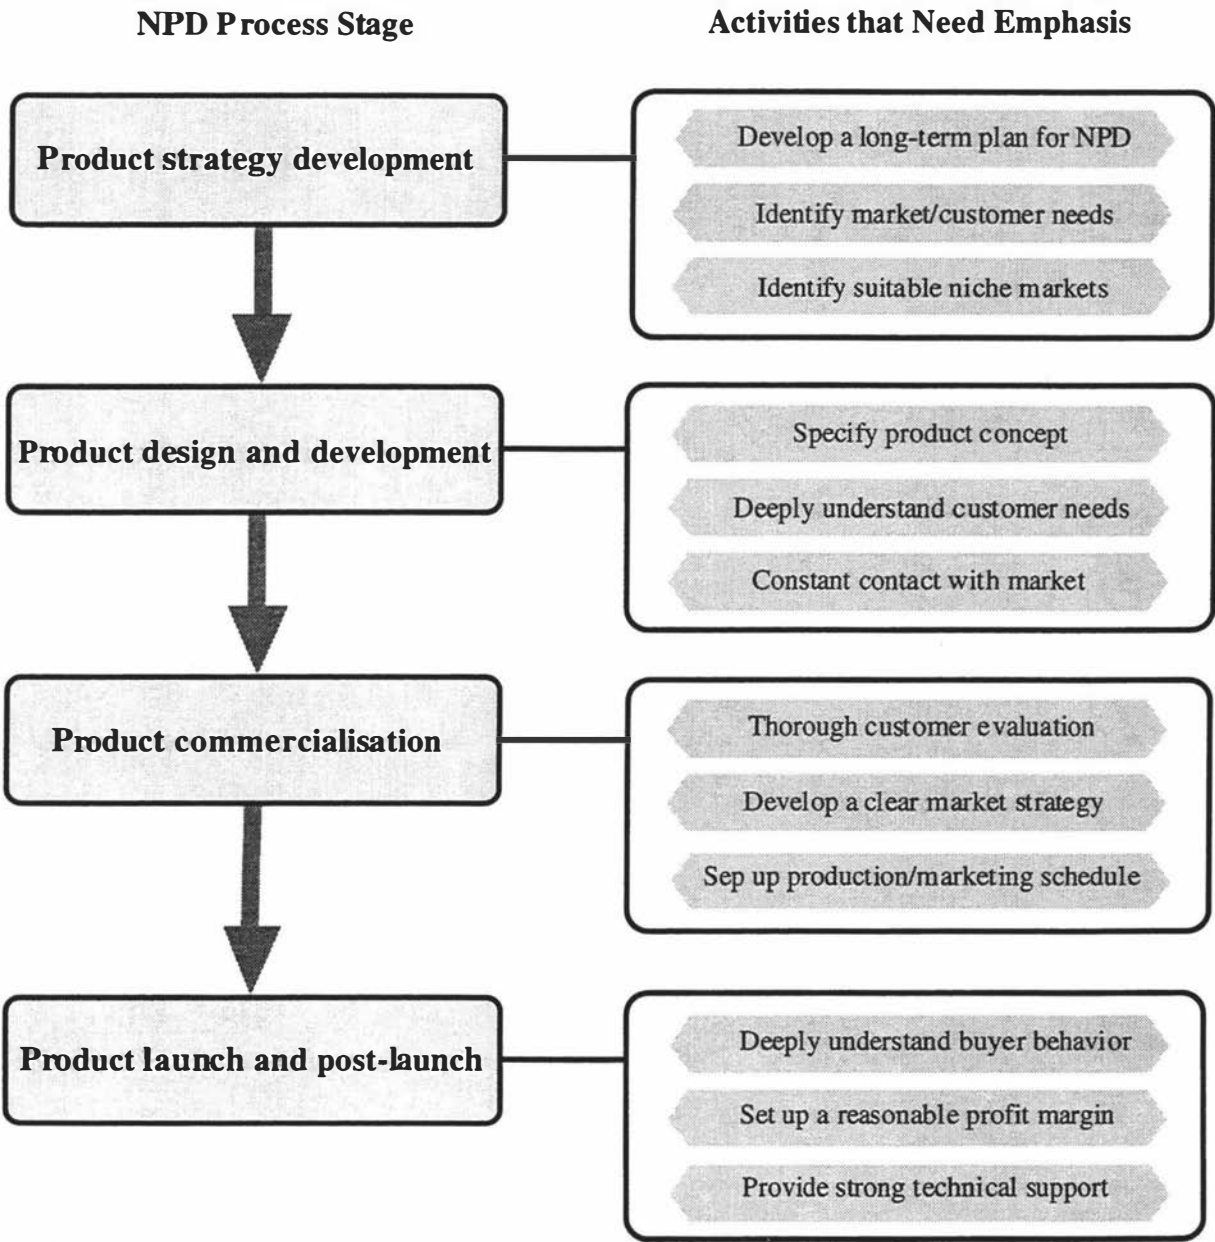 NPD Process Stage
Activities that Need Emphasis
Product strategy development
Develop a long-term plan for NPD
Identify market/customer needs
Identify suitable niche markets
Product design and development
Specify product concept
Deeply understand customer needs
Constant contact with market
Product commercialisation
Thorough customer evaluation
Develop a clear market strategy
Sep up production/marketing schedule
Product launch and post-launch
Deeply understand buyer behavior
Set up a reasonable profit margin
Provide strong technical support